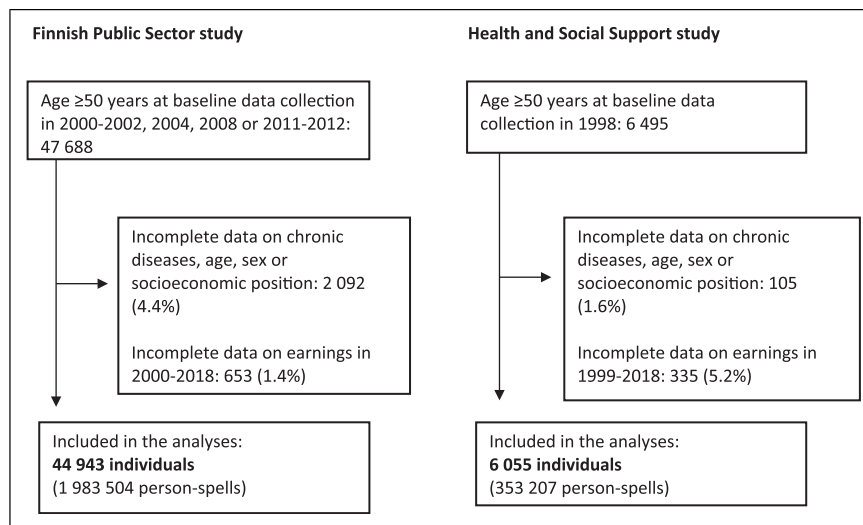 Finnish Public Sector study
Age ≥50 years at baseline data collection
in 2000-2002, 2004, 2008 or 2011-2012:
47 688
Incomplete data on chronic
diseases, age, sex or
socioeconomic position: 2 092
(4.4%)
Incomplete data on earnings in
2000-2018: 653 (1.4%)
Included in the analyses:
44 943 individuals
(1 983 504 person-spells)
Health and Social Support study
Age ≥50 years at baseline data
collection in 1998: 6 495
Incomplete data on chronic
diseases, age, sex or
socioeconomic position: 105
(1.6%)
Incomplete data on earnings in
1999-2018: 335 (5.2%)
Included in the analyses:
6 055 individuals
(353 207 person-spells)